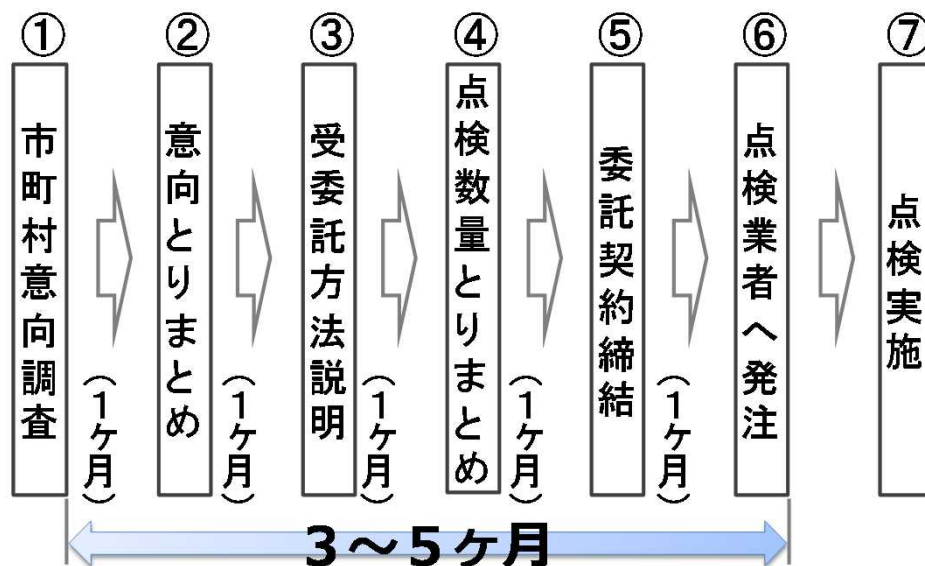 ①
市町村意向調査
(1ヶ月)
②
意向とりまとめ
(1ヶ月)
③
受委託方法説明
(1ヶ月)
④
点検数量とりまとめ
(1ヶ月)
⑤
委託契約締結
(1ヶ月)
⑥
点検業者へ発注
⑦
点検実施
3~5ヶ月